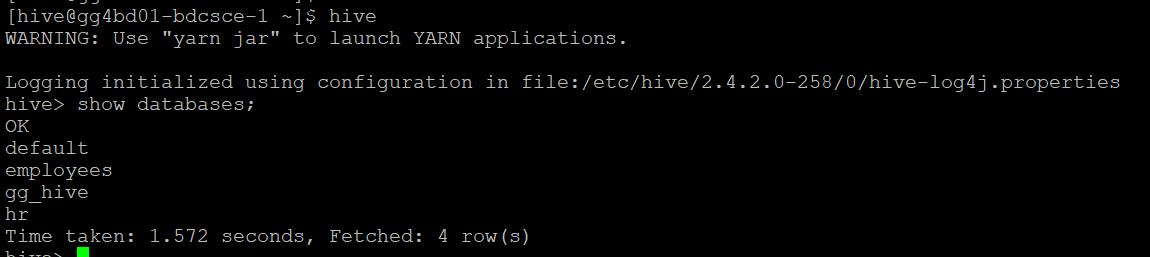 [hive@gg4bd01-bdcsce-1 ~]$ hive
WARNING: Use "yarn jar" to launch YARN applications.
Logging initialized using configuration in file:/etc/hive/2.4.2.0-258/0/hive-log4j.properties
hive> show databases;
OK
default
employees
gg_hive
hr
Time taken: 1.572 seconds, Fetched: 4 row(s)
hive>